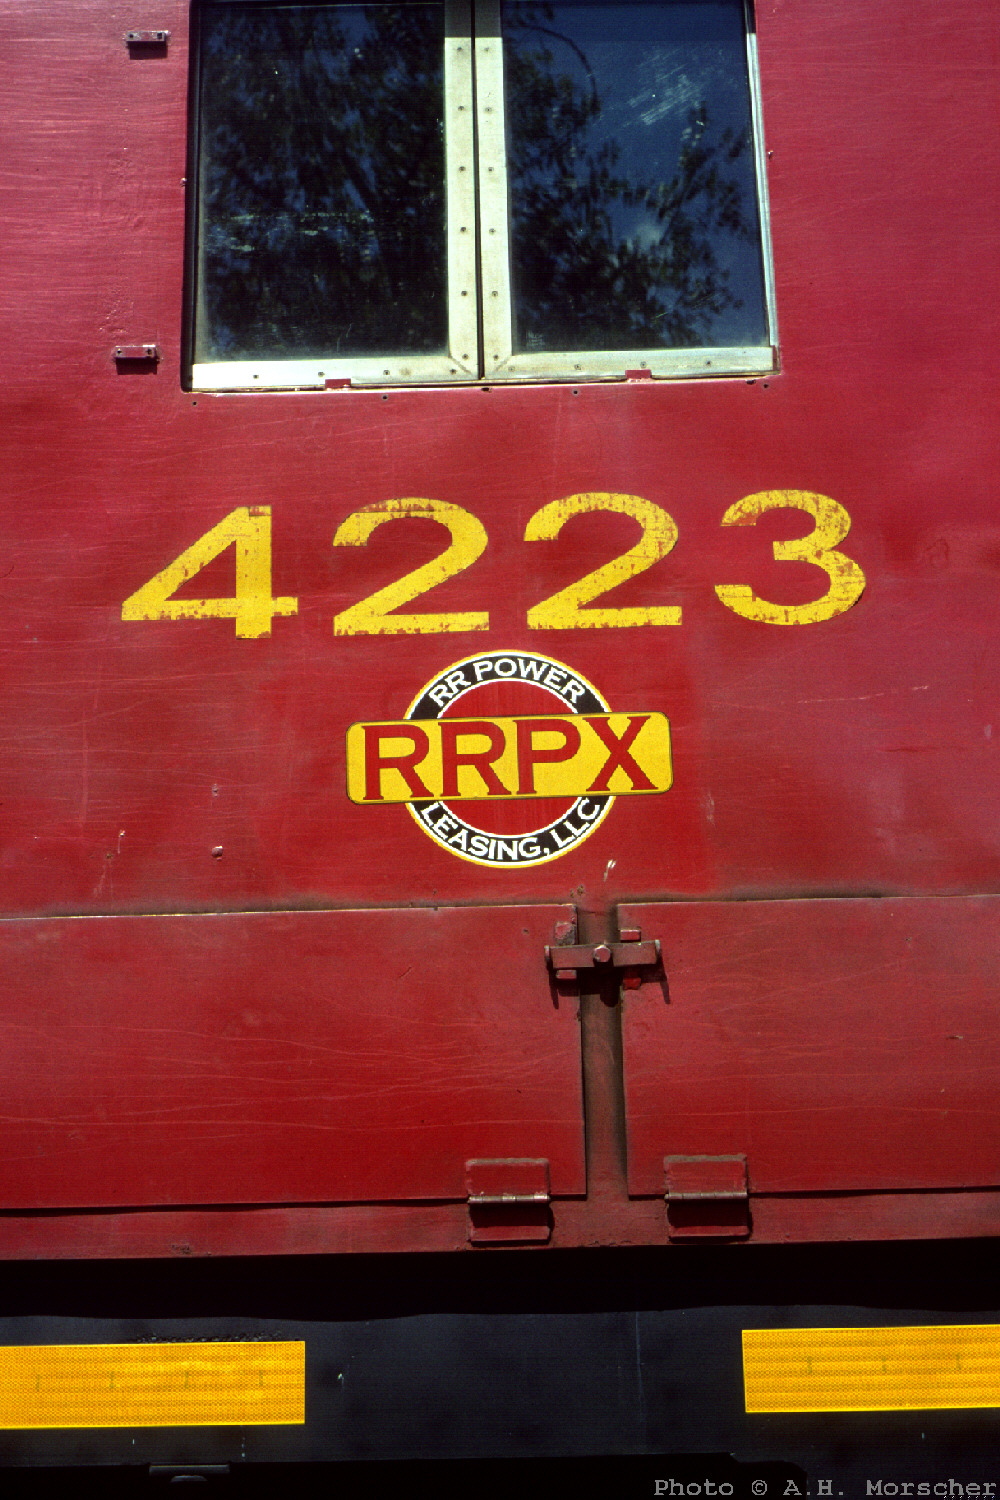 4223
RR POWER
RRPX
LEASING, LLC
Photo © A.H. Morscher